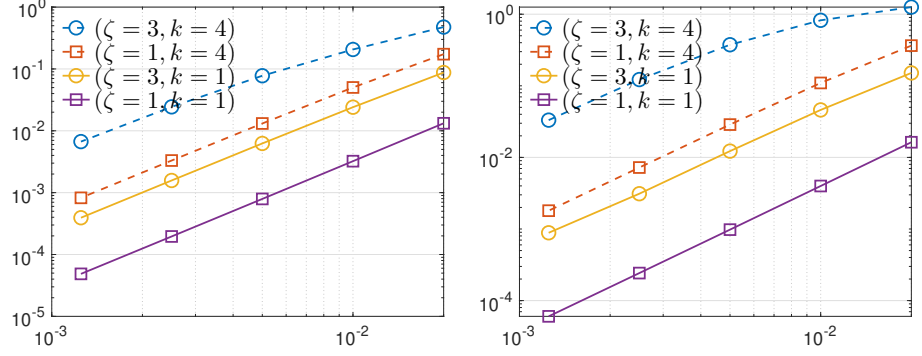 10^0
10^-1
10^-2
10^-3
10^-4
10^-5
10^-3
10^-2
(ζ = 3, k = 4)
(ζ = 1, k = 4)
(ζ = 3, k = 1)
(ζ = 1, k = 1)
10^0
10^-2
10^-4
10^-3
10^-2
(ζ = 3, k = 4)
(ζ = 1, k = 4)
(ζ = 3, k = 1)
(ζ = 1, k = 1)